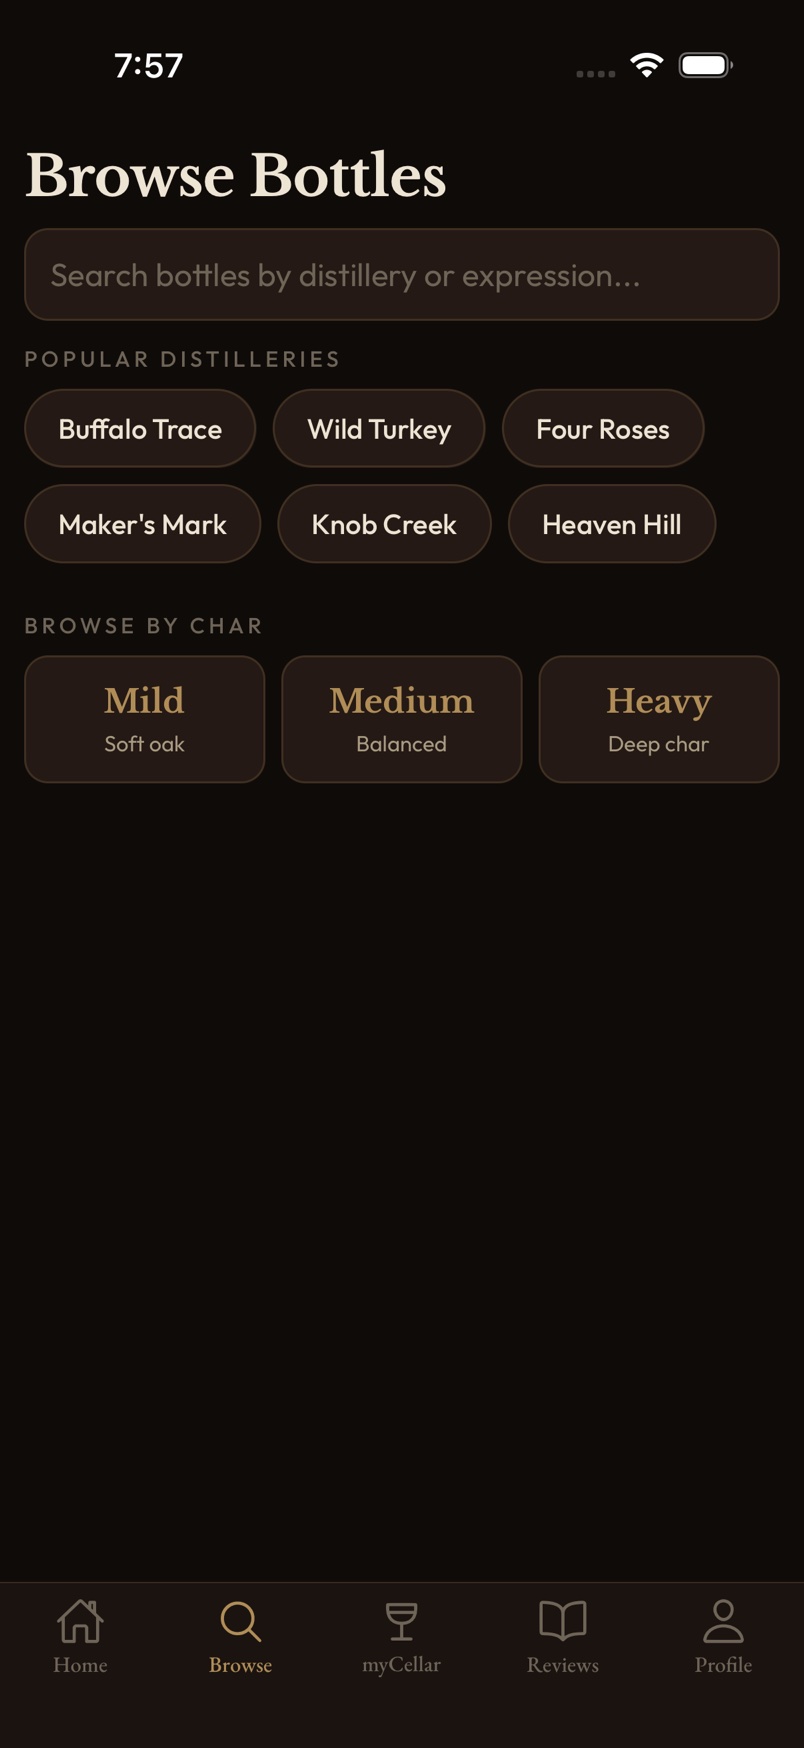 7:57
Browse Bottles
Search bottles by distillery or expression...
POPULAR DISTILLERIES
Buffalo Trace Wild Turkey Four Roses
Maker's Mark Knob Creek Heaven Hill
BROWSE BY CHAR
Mild Medium Heavy
Soft oak Balanced Deep char
Home Browse myCellar Reviews Profile